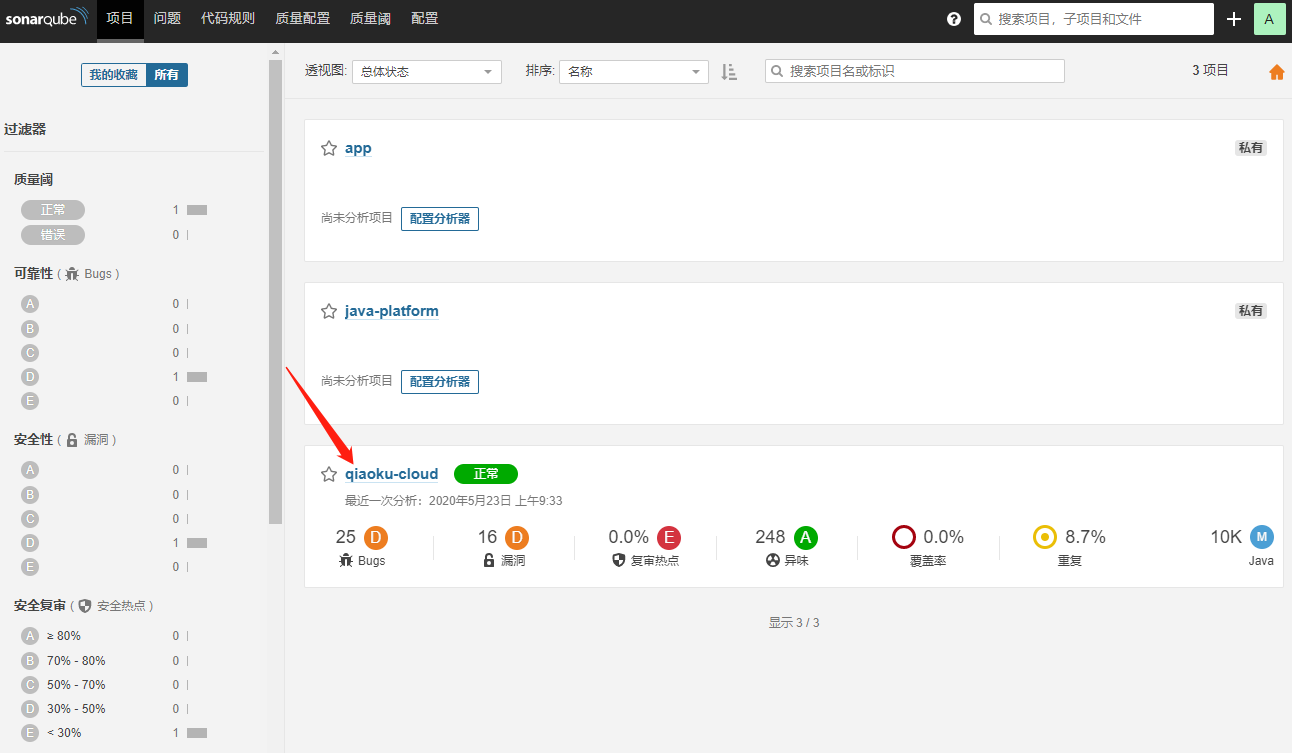 sonarqube 项目 问题 代码规则 质量配置 质量阈 配置 ? 搜索项目，子项目和文件 A
我的收藏 所有
透视图: 总体状态 排序: 名称 搜索项目名或标识 3 项目
过滤器
质量阈
正常 1
错误 0
可靠性 ( Bugs )
A 0
B 0
C 0
D 1
E 0
安全性 ( 漏洞 )
A 0
B 0
C 0
D 1
E 0
安全复审 ( 安全热点 )
A ≥ 80% 0
B 70% - 80% 0
C 50% - 70% 0
D 30% - 50% 0
E < 30% 1
app 私有
尚未分析项目 配置分析器
java-platform 私有
尚未分析项目 配置分析器
qiaoku-cloud 正常
最近一次分析：2020年5月23日 上午9:33
25 D 16 D 0.0% E 248 A 0.0% 8.7% 10K M
Bugs 漏洞 复审热点 异味 覆盖率 重复 Java
显示 3 / 3